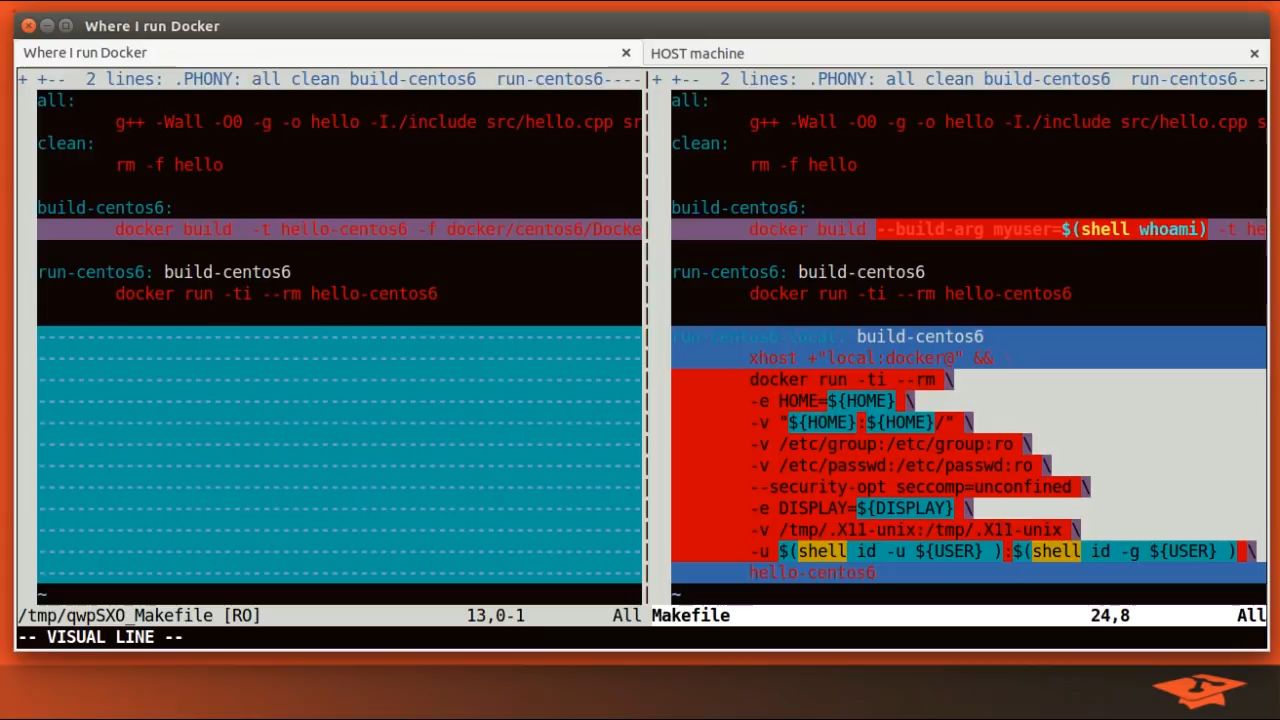 Where I run Docker
Where I run Docker × HOST machine ×
+ +-- 2 lines: .PHONY: all clean build-centos6 run-centos6----
all:
g++ -Wall -O0 -g -o hello -I./include src/hello.cpp sr
clean:
rm -f hello
build-centos6:
docker build -t hello-centos6 -f docker/centos6/Docke
run-centos6: build-centos6
docker run -ti --rm hello-centos6
~
/tmp/qwpSXO_Makefile [RO] 13,0-1 All
+ +-- 2 lines: .PHONY: all clean build-centos6 run-centos6---
all:
g++ -Wall -O0 -g -o hello -I./include src/hello.cpp s
clean:
rm -f hello
build-centos6:
docker build --build-arg myuser=$(shell whoami) -t he
run-centos6: build-centos6
docker run -ti --rm hello-centos6
run-centos6-local: build-centos6
xhost +"local:docker@" && \
docker run -ti --rm \
-e HOME=${HOME} \
-v "${HOME}:${HOME}/" \
-v /etc/group:/etc/group:ro \
-v /etc/passwd:/etc/passwd:ro \
--security-opt seccomp=unconfined \
-e DISPLAY=${DISPLAY} \
-v /tmp/.X11-unix:/tmp/.X11-unix \
-u $(shell id -u ${USER} ):$(shell id -g ${USER} ) \
hello-centos6
~
Makefile 24,8 All
-- VISUAL LINE --